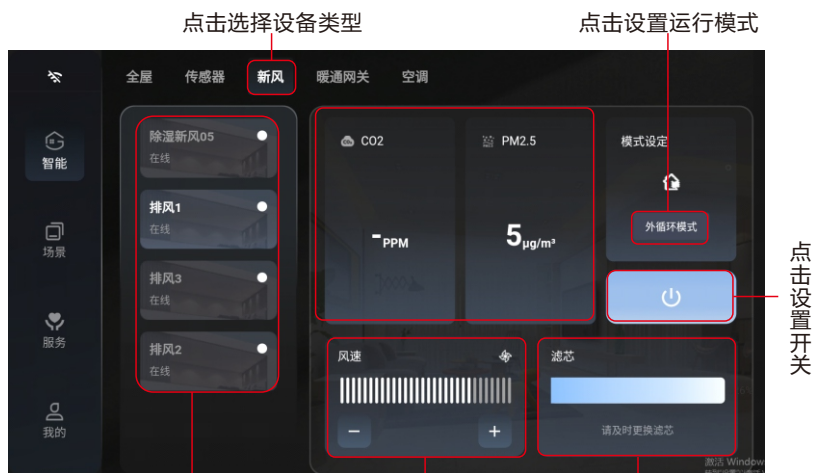 点击选择设备类型
点击设置运行模式
全屋 传感器 新风 暖通网关 空调
智能
场景
服务
我的
除湿新风05
在线
排风1
在线
排风3
在线
排风2
在线
CO2
-PPM
PM2.5
5μg/m³
模式设定
外循环模式
点击设置开关
风速
− +
滤芯
请及时更换滤芯
激活 Window